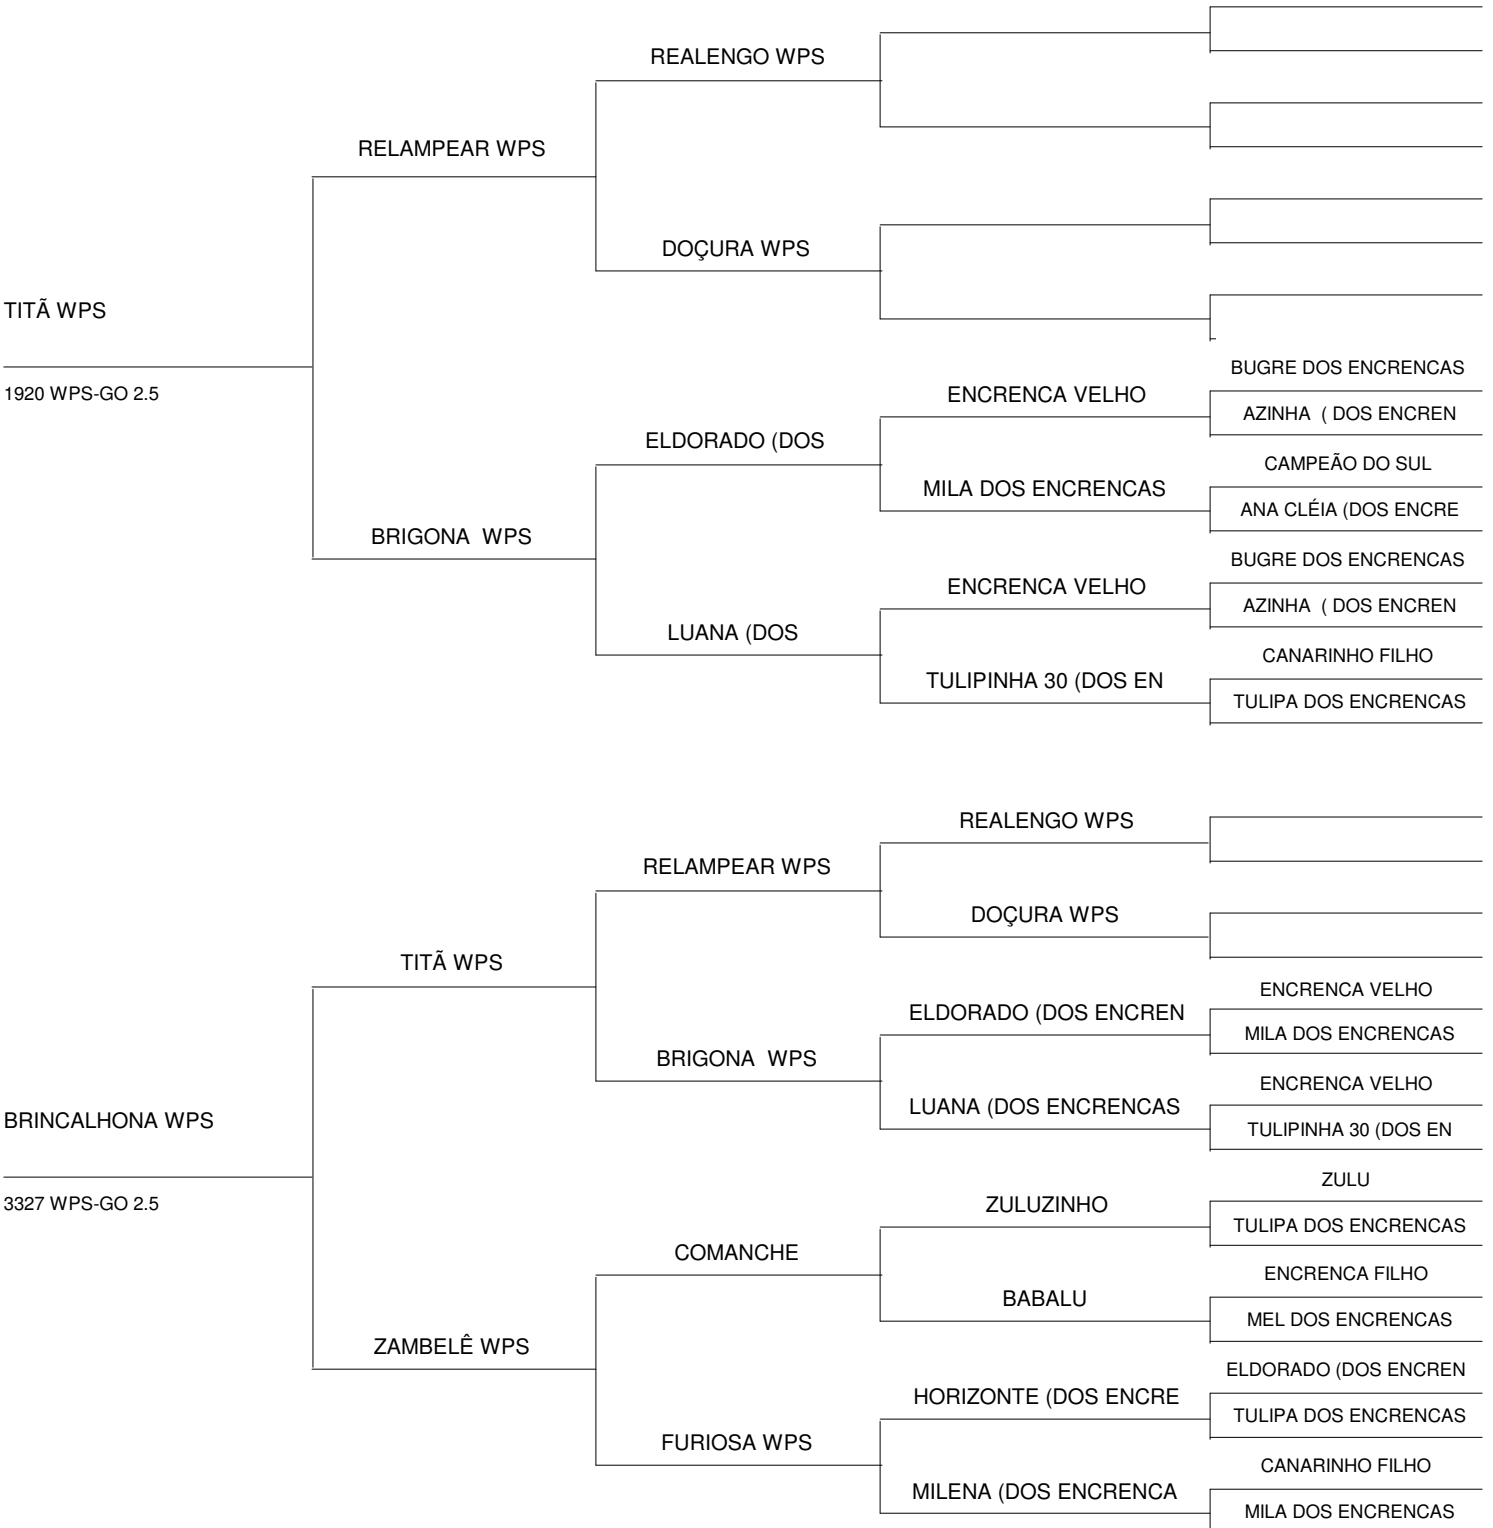 REALENGO WPS
RELAMPEAR WPS
DOÇURA WPS
TITÃ WPS
1920 WPS-GO 2.5
BUGRE DOS ENCRENCAS
ENCRENCA VELHO
AZINHA ( DOS ENCREN
ELDORADO (DOS
CAMPEÃO DO SUL
MILA DOS ENCRENCAS
ANA CLÉIA (DOS ENCRE
BRIGONA WPS
BUGRE DOS ENCRENCAS
ENCRENCA VELHO
AZINHA ( DOS ENCREN
LUANA (DOS
CANARINHO FILHO
TULIPINHA 30 (DOS EN
TULIPA DOS ENCRENCAS
REALENGO WPS
RELAMPEAR WPS
DOÇURA WPS
TITÃ WPS
ENCRENCA VELHO
ELDORADO (DOS ENCREN
MILA DOS ENCRENCAS
BRIGONA WPS
ENCRENCA VELHO
LUANA (DOS ENCRENCAS
TULIPINHA 30 (DOS EN
BRINCALHONA WPS
3327 WPS-GO 2.5
ZULU
ZULUZINHO
TULIPA DOS ENCRENCAS
COMANCHE
ENCRENCA FILHO
BABALU
MEL DOS ENCRENCAS
ZAMBELÊ WPS
ELDORADO (DOS ENCREN
HORIZONTE (DOS ENCRE
TULIPA DOS ENCRENCAS
FURIOSA WPS
CANARINHO FILHO
MILENA (DOS ENCRENCA
MILA DOS ENCRENCAS